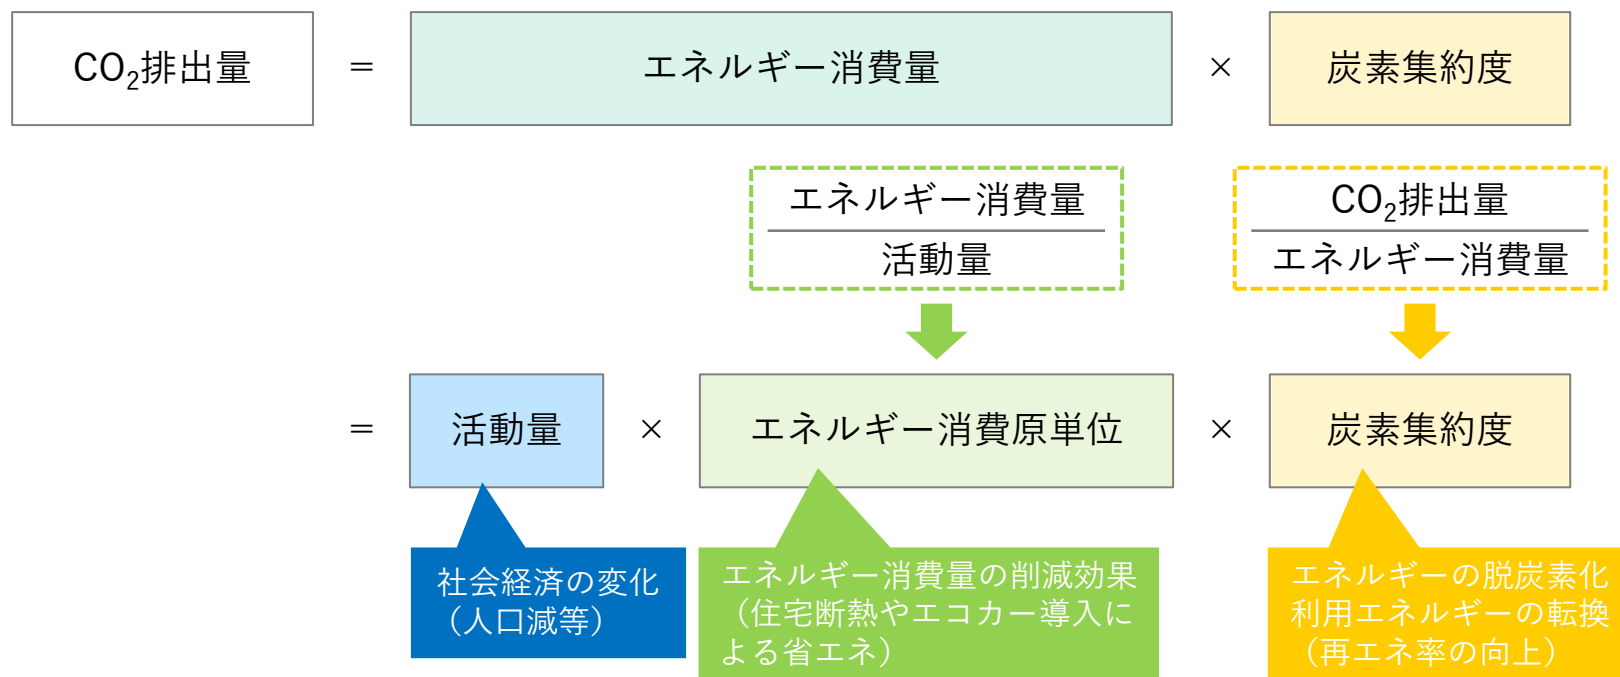 CO₂排出量 = エネルギー消費量 × 炭素集約度
エネルギー消費量
活動量
CO₂排出量
エネルギー消費量
= 活動量 × エネルギー消費原単位 × 炭素集約度
社会経済の変化
（人口減等）
エネルギー消費量の削減効果
（住宅断熱やエコカー導入に
よる省エネ）
エネルギーの脱炭素化
利用エネルギーの転換
（再エネ率の向上）